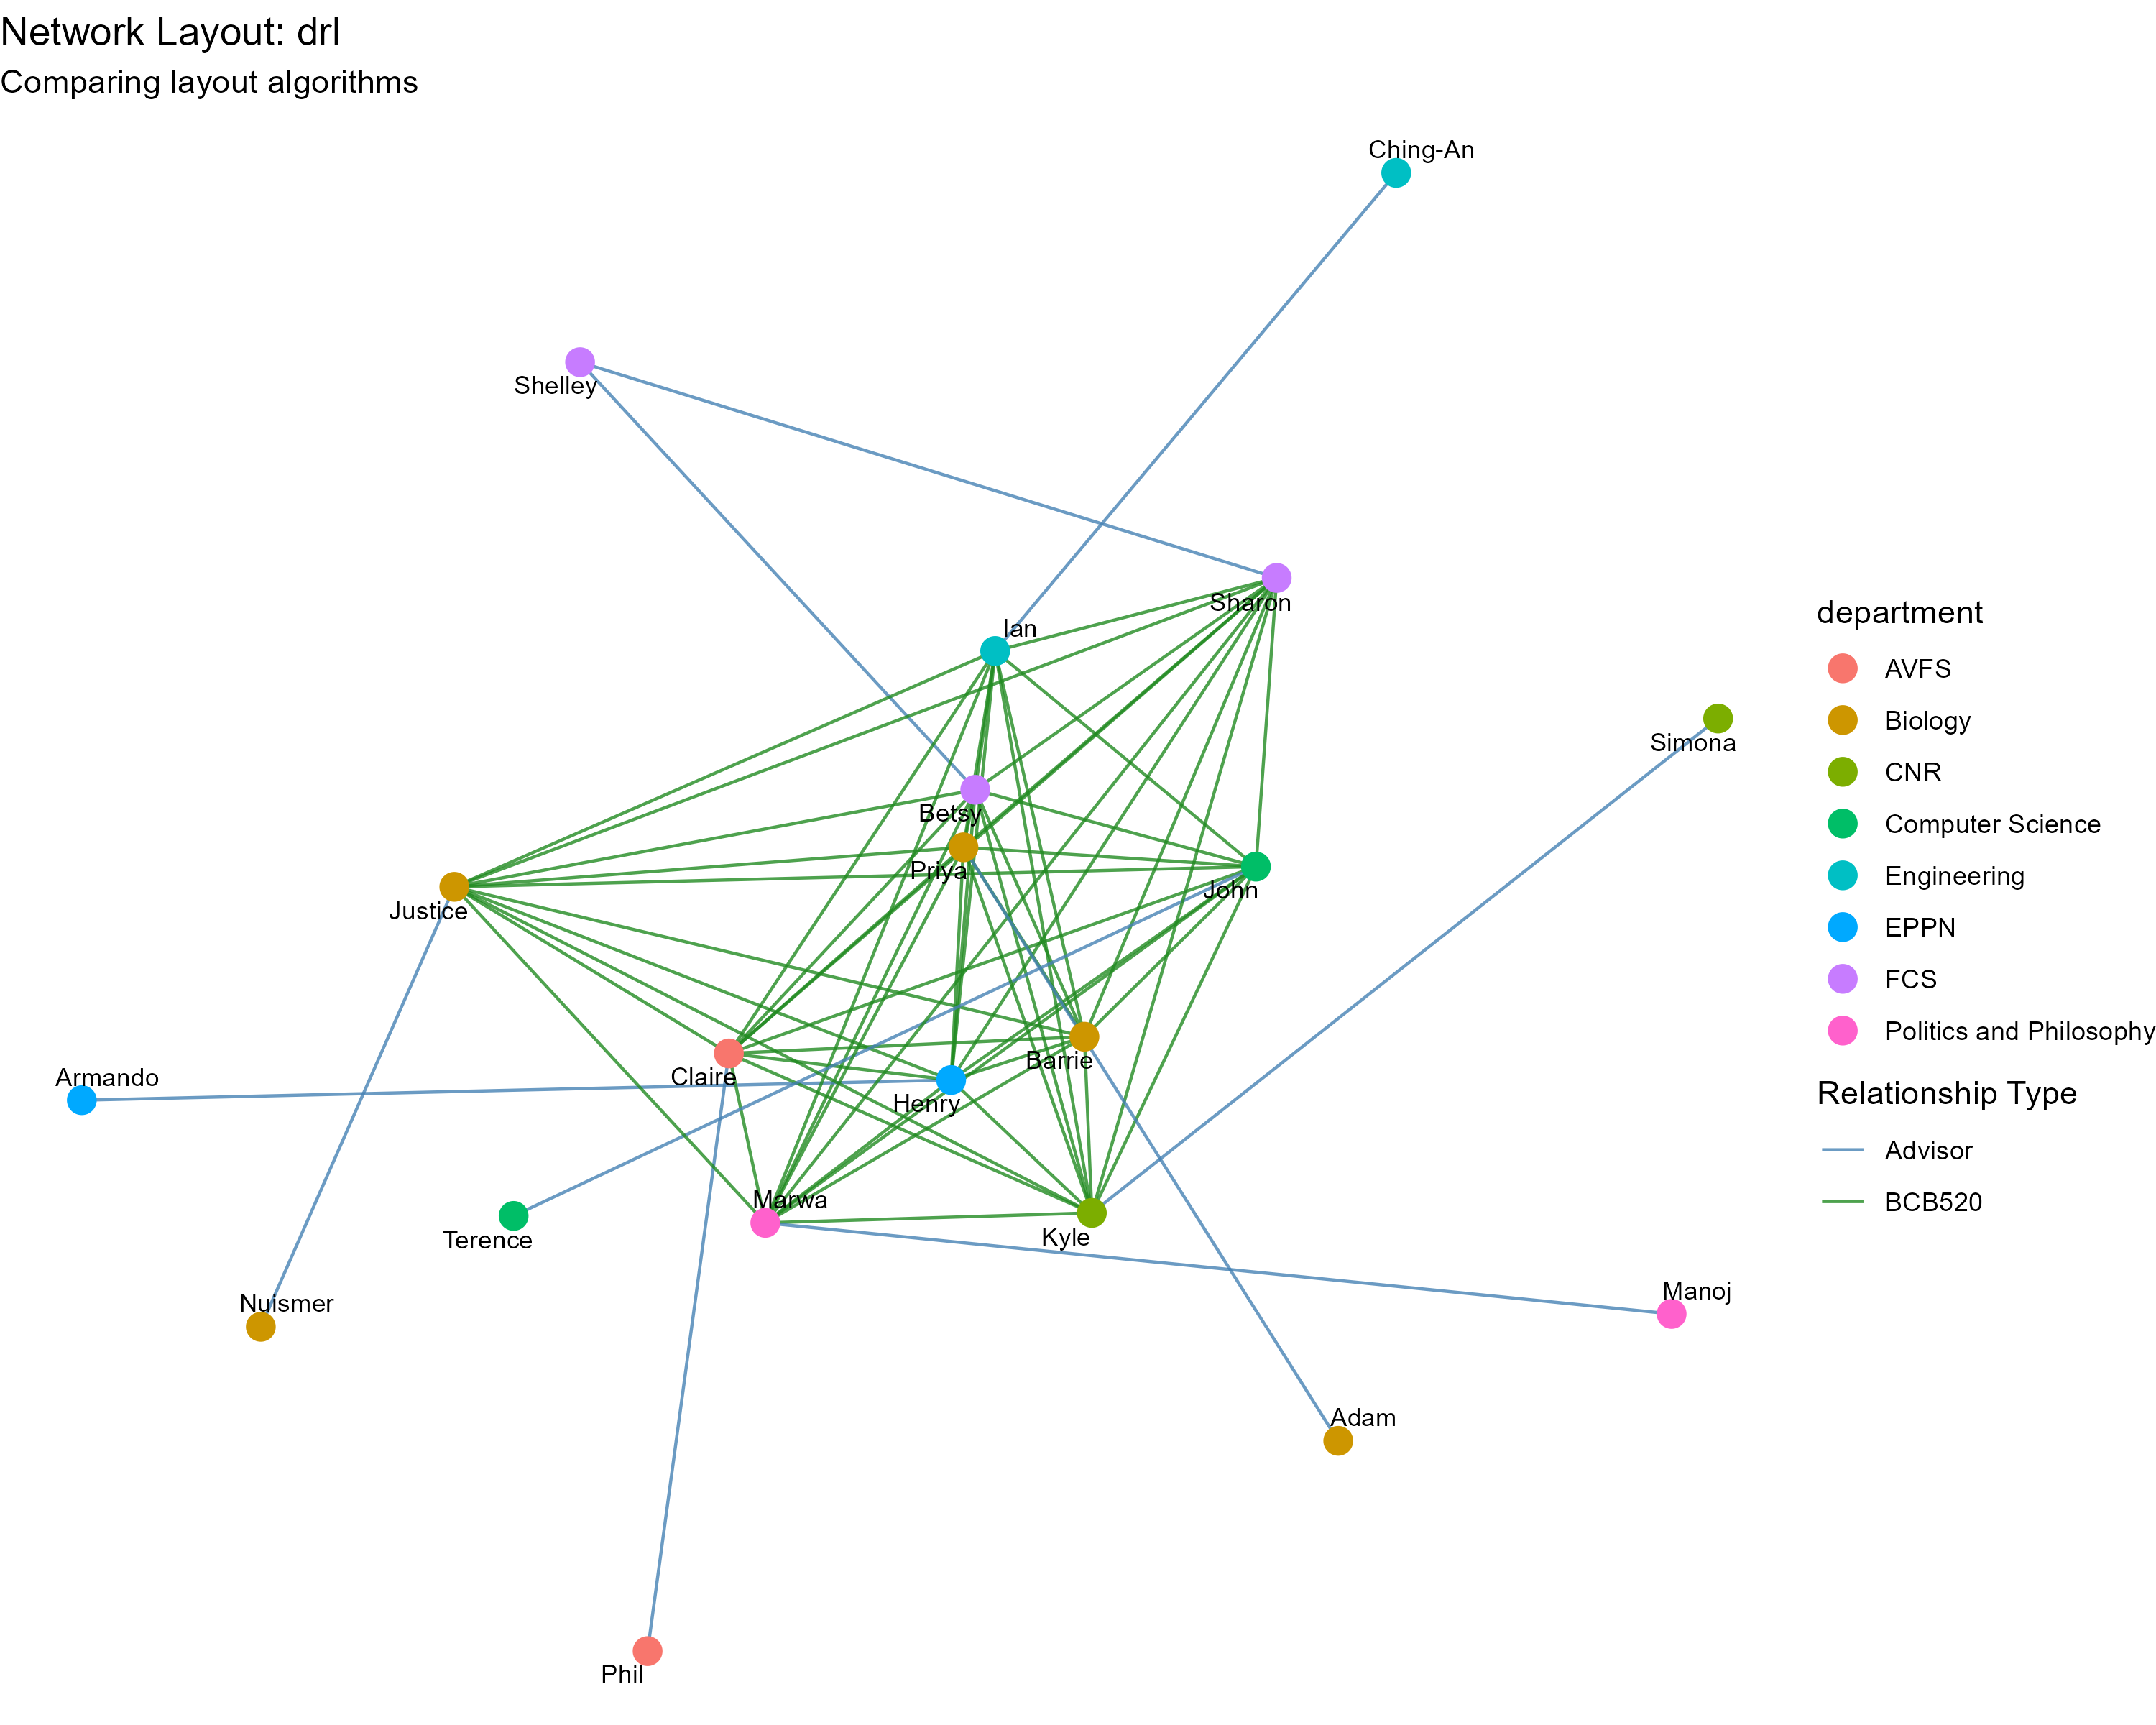 Network Layout: drl
Comparing layout algorithms
Ching-An
Shelley
Sharon
Ian
Simona
Betsy
Priya
John
Justice
Barrie
Claire
Armando
Henry
Marwa
Kyle
Terence
Nuismer
Manoj
Adam
Phil
department
AVFS
Biology
CNR
Computer Science
Engineering
EPPN
FCS
Politics and Philosophy
Relationship Type
Advisor
BCB520